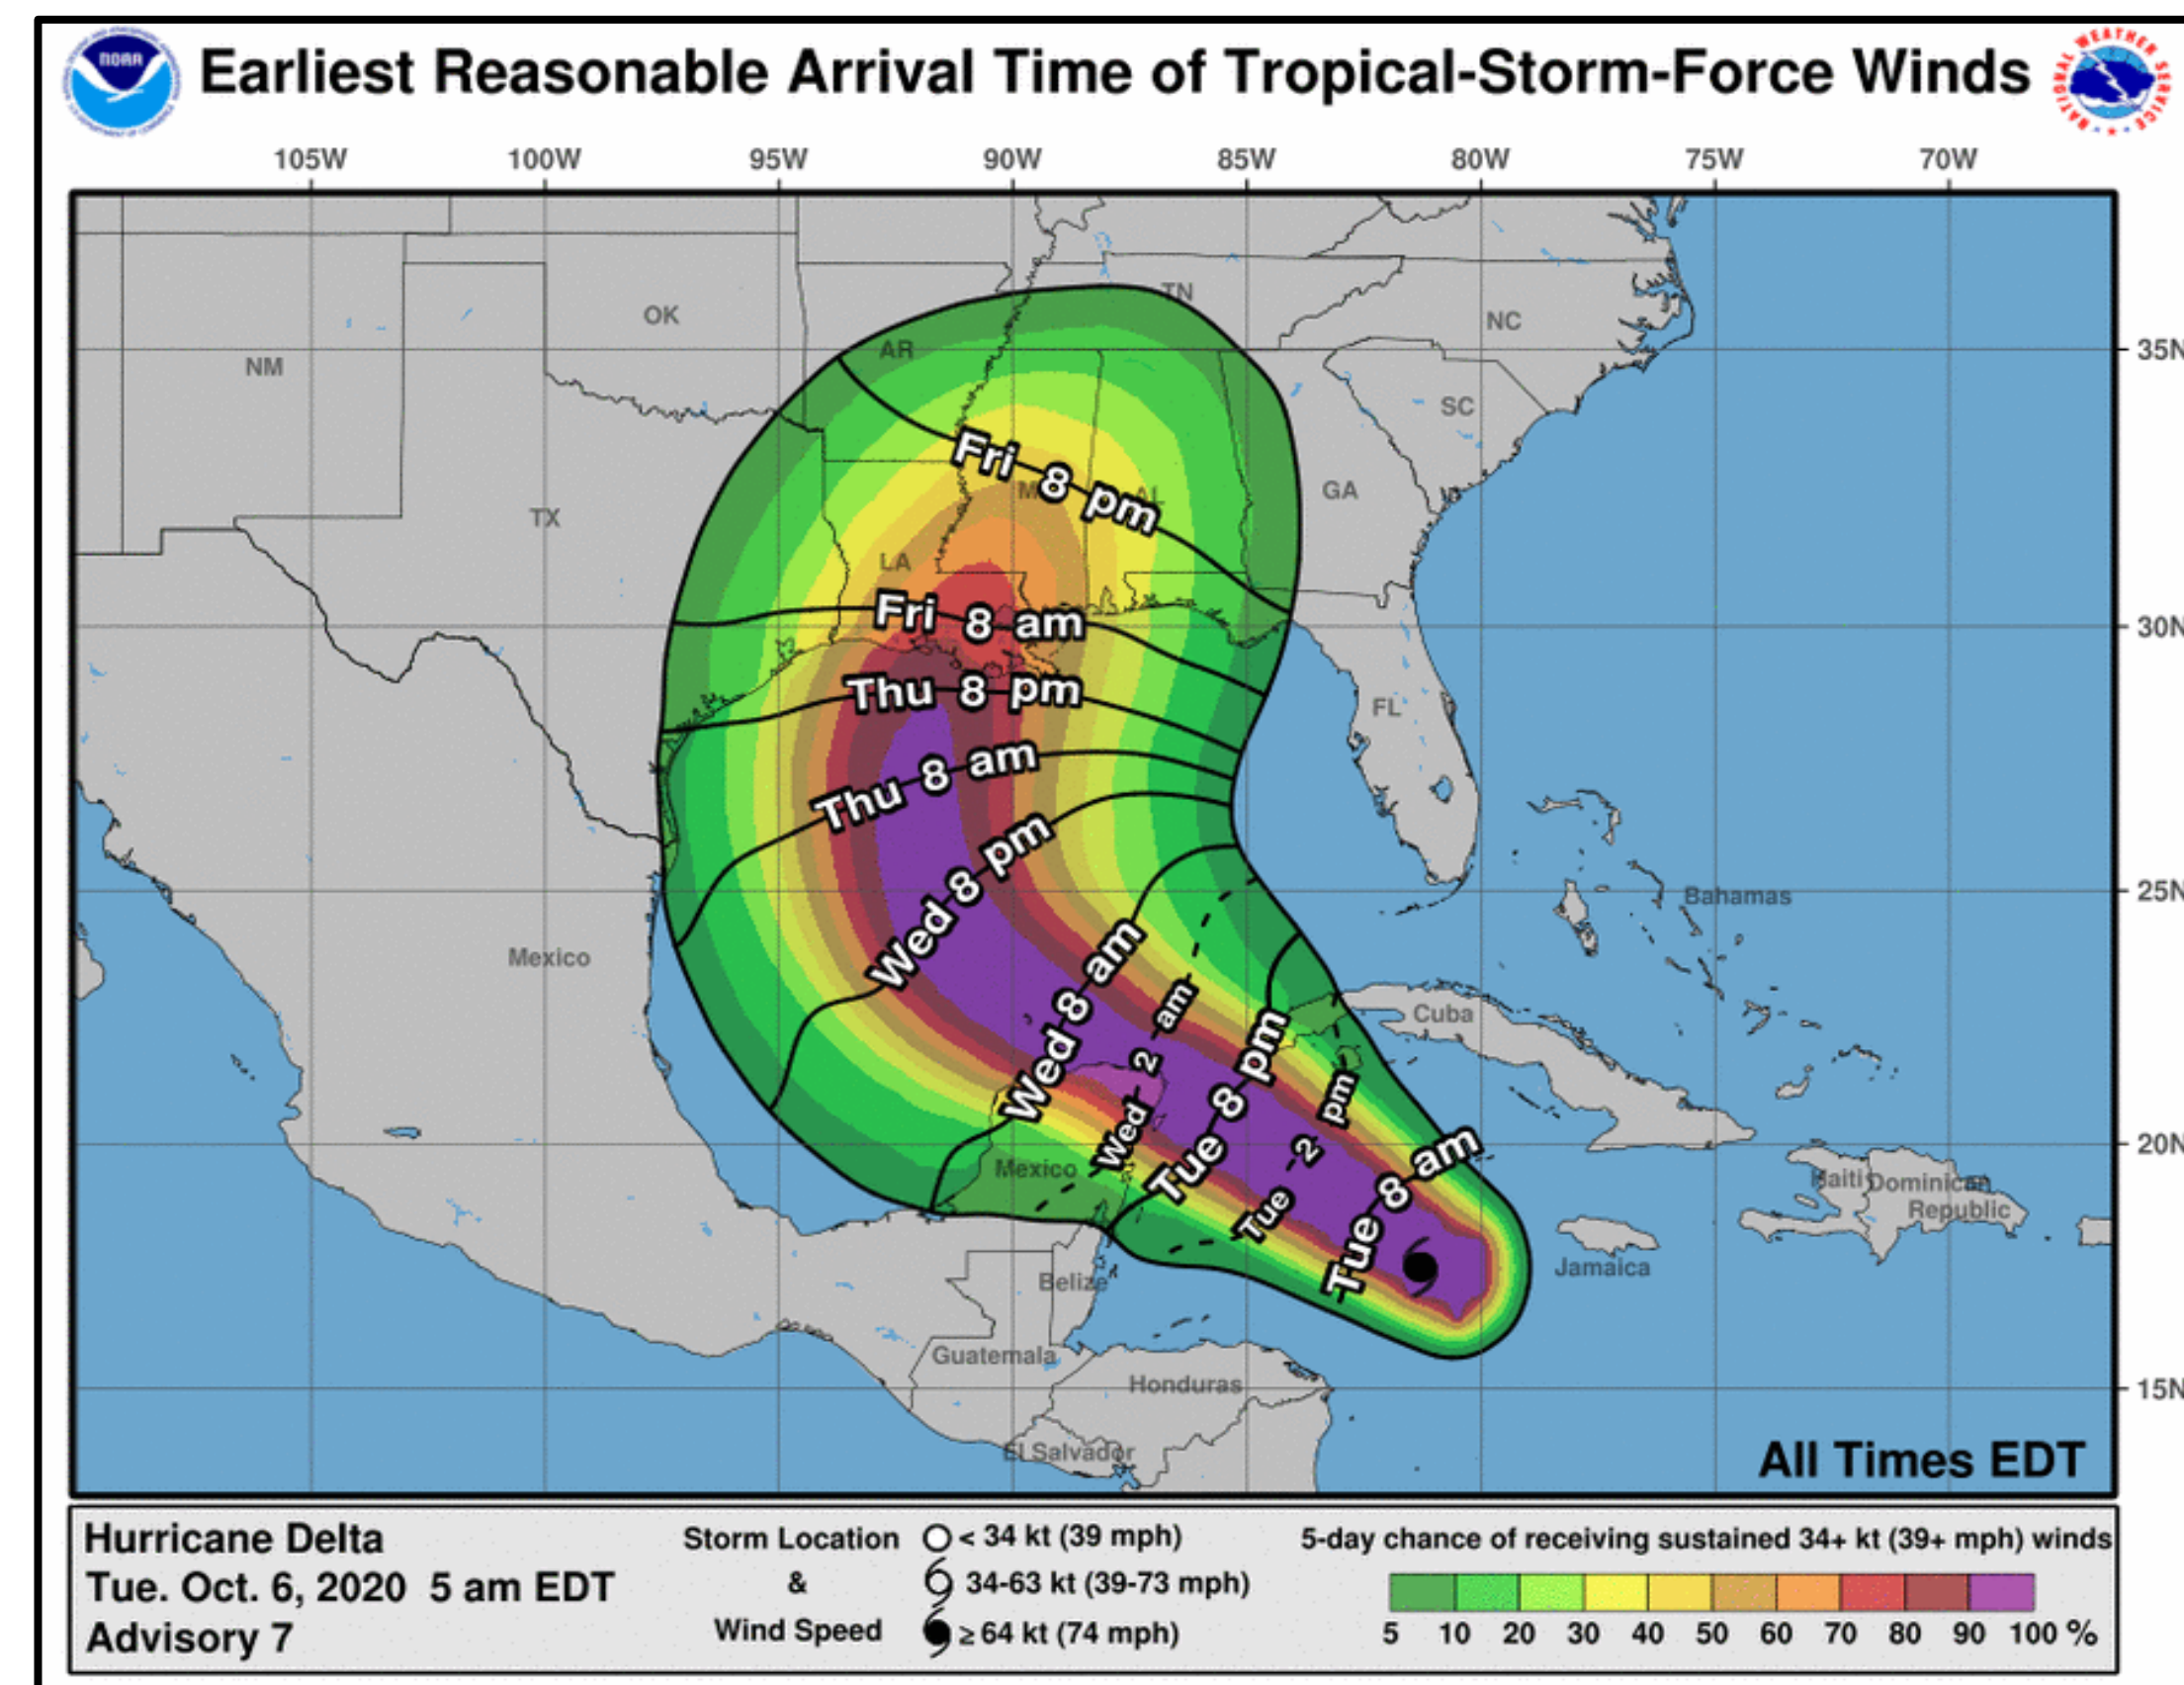 NOAA
Earliest Reasonable Arrival Time of Tropical-Storm-Force Winds
NATIONAL WEATHER SERVICE
105W 100W 95W 90W 85W 80W 75W 70W
TN
OK
NC
AR
35N
NM
SC
Fri 8 pm
AL
GA
TX
LA
Fri 8 am
30N
Thu 8 pm
FL
Thu 8 am
Wed 8 pm
25N
Bahamas
Mexico
Wed 8 am
Wed 2 am
Cuba
Tue 8 pm
Tue 2 pm
Tue 8 am
20N
Mexico
Haiti
Dominican
Republic
Jamaica
Belize
Guatemala
Honduras
15N
El Salvador
All Times EDT
Hurricane Delta
Tue. Oct. 6, 2020 5 am EDT
Advisory 7
Storm Location
&
Wind Speed
< 34 kt (39 mph)
34-63 kt (39-73 mph)
≥ 64 kt (74 mph)
5-day chance of receiving sustained 34+ kt (39+ mph) winds
5 10 20 30 40 50 60 70 80 90 100 %